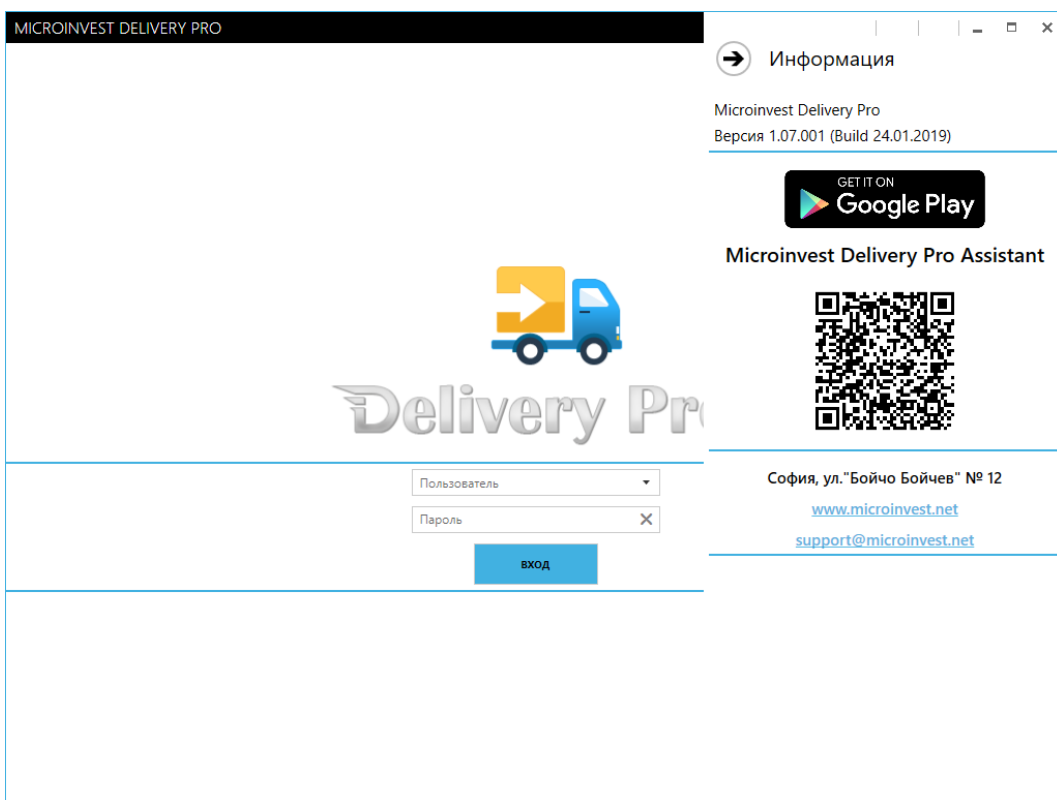 MICROINVEST DELIVERY PRO
Delivery Pr
Пользователь
Пароль
ВХОД
Информация
Microinvest Delivery Pro
Версия 1.07.001 (Build 24.01.2019)
GET IT ON
Google Play
Microinvest Delivery Pro Assistant
София, ул."Бойчо Бойчев" № 12
www.microinvest.net
support@microinvest.net